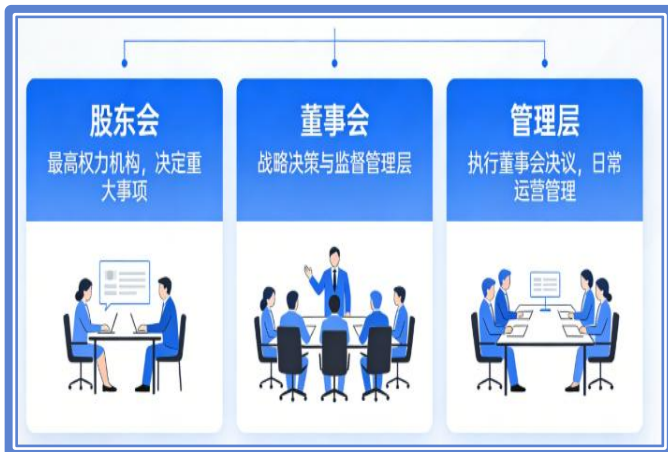 股东会
最高权力机构，决定重
大事项
董事会
战略决策与监督管理层
管理层
执行董事会决议，日常
运营管理